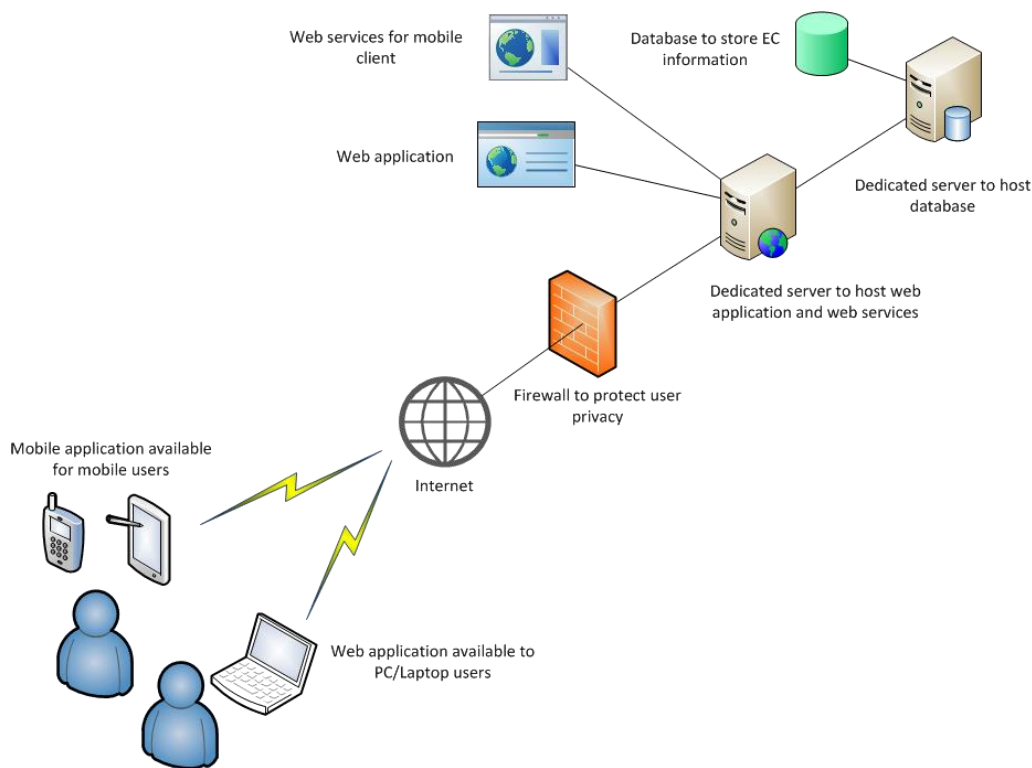 Web services for mobile
client
Database to store EC
information
Web application
Dedicated server to host
database
Dedicated server to host web
application and web services
Firewall to protect user
privacy
Mobile application available
for mobile users
Internet
Web application available to
PC/Laptop users